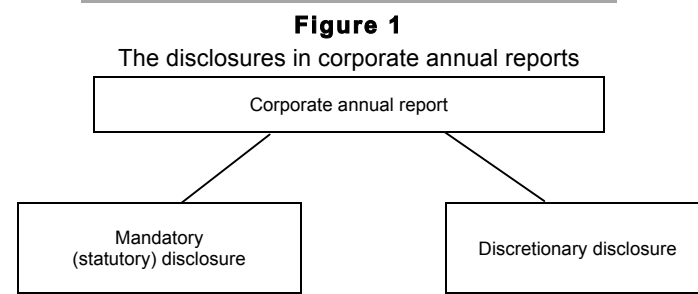 Figure 1
The disclosures in corporate annual reports
Corporate annual report
Mandatory
(statutory) disclosure
Discretionary disclosure